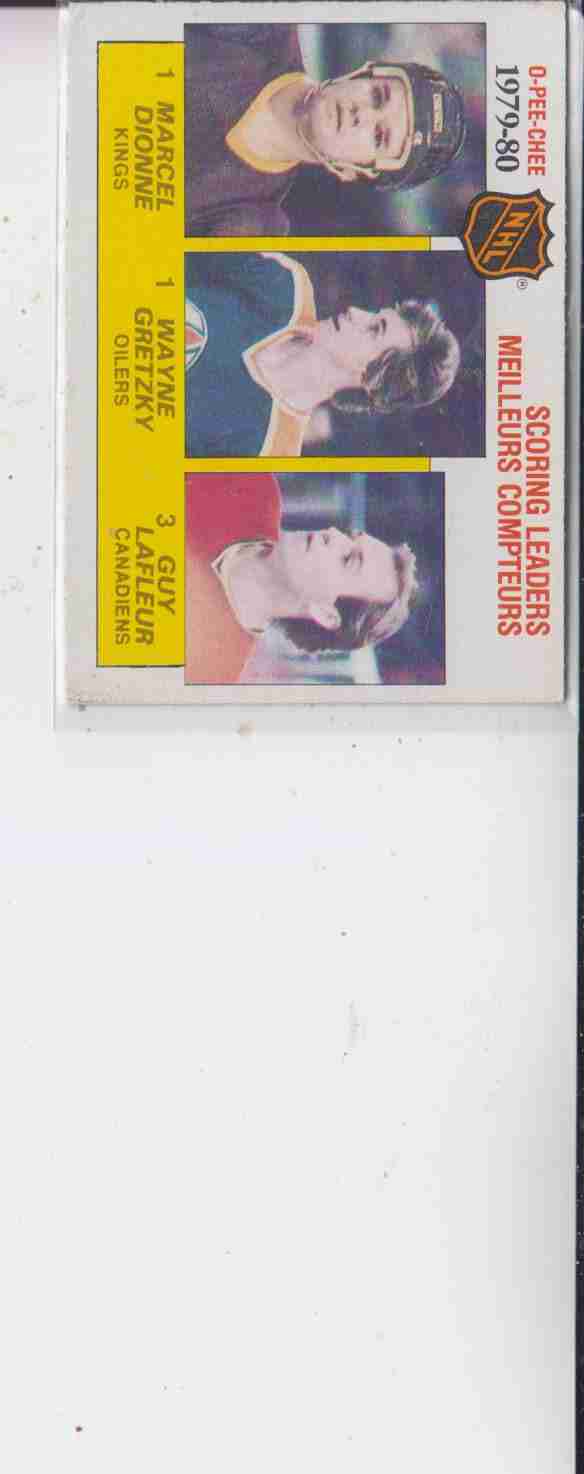 O-PEE-CHEE
1979-80
NHL
®
SCORING LEADERS
MEILLEURS COMPTEURS
1 MARCEL
DIONNE
KINGS
1 WAYNE
GRETZKY
OILERS
3 GUY
LAFLEUR
CANADIENS